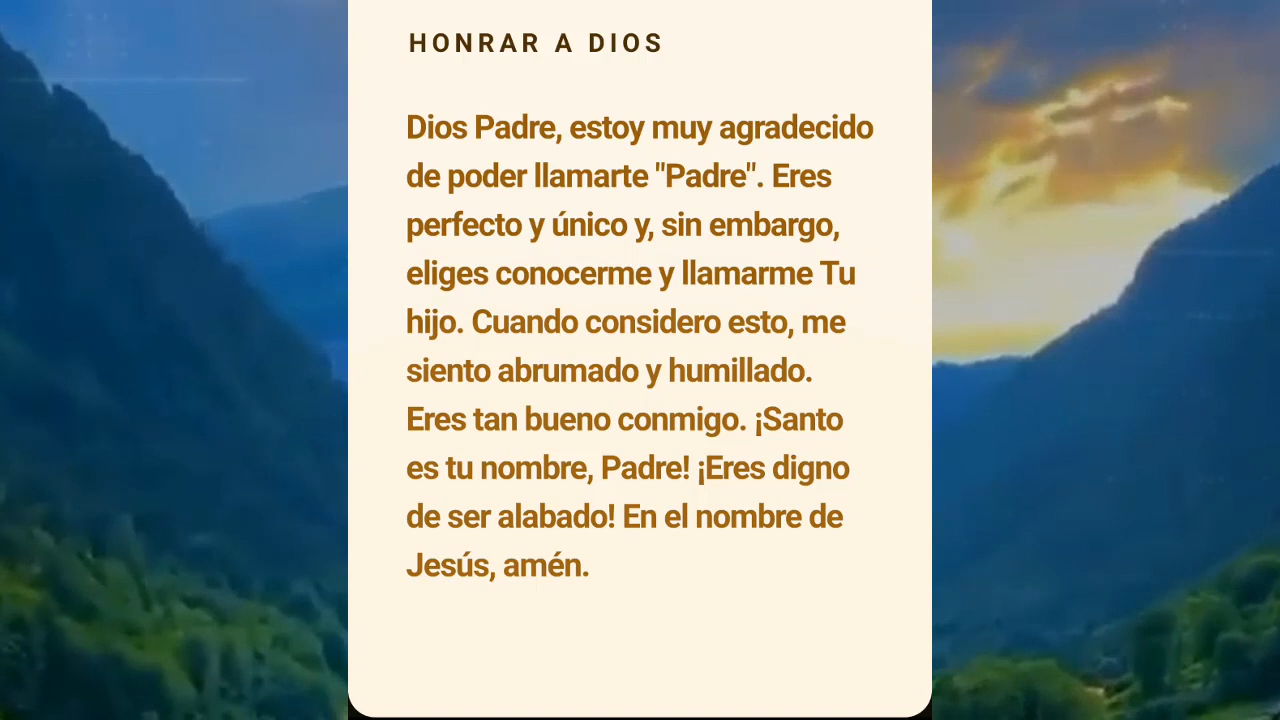 HONRAR A DIOS
Dios Padre, estoy muy agradecido
de poder llamarte "Padre". Eres
perfecto y único y, sin embargo,
eliges conocerme y llamarme Tu
hijo. Cuando considero esto, me
siento abrumado y humillado.
Eres tan bueno conmigo. ¡Santo
es tu nombre, Padre! ¡Eres digno
de ser alabado! En el nombre de
Jesús, amén.